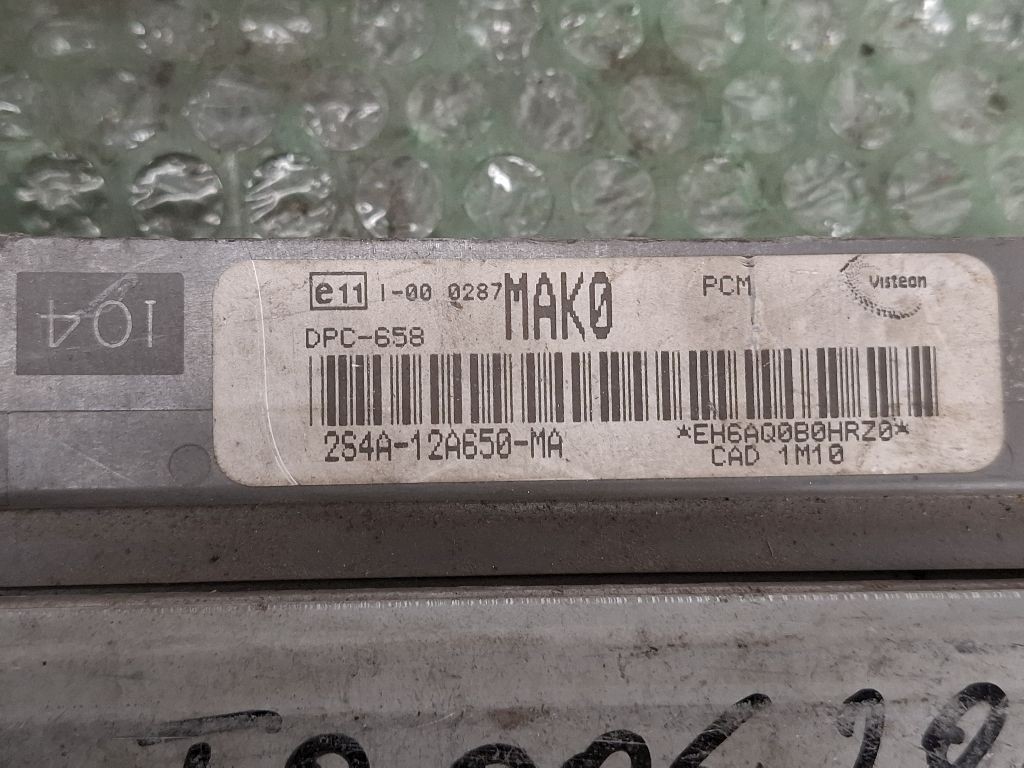 104
e11 I-00 0287 MAK0 PCM Visteon
DPC-658
2S4A-12A650-MA *EH6AQ0B0HRZ0*
CAD 1M10